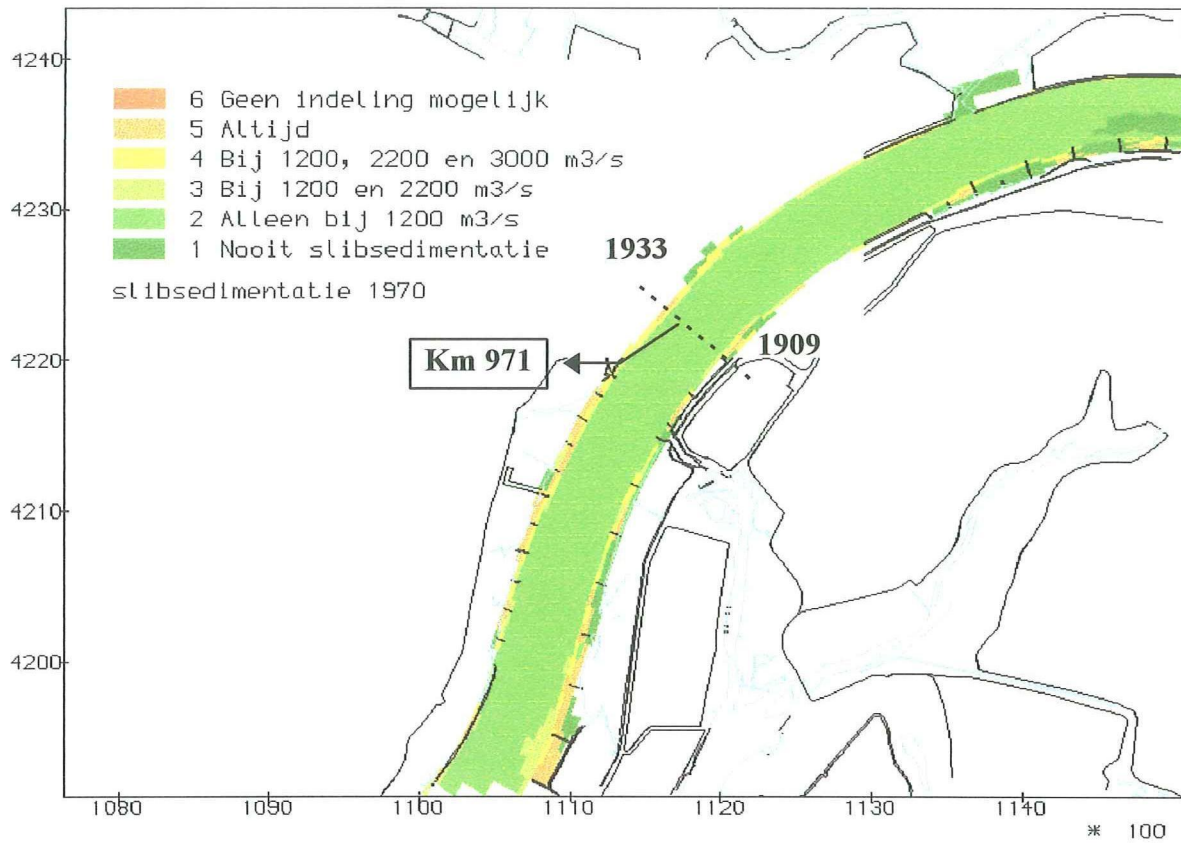 4240
6 Geen indeling mogelijk
5 Altijd
4 Bij 1200, 2200 en 3000 m3/s
3 Bij 1200 en 2200 m3/s
2 Alleen bij 1200 m3/s
1 Nooit slibsedimentatie
slibsedimentatie 1970
4230
4220
4210
4200
1933
Km 971
1909
1080
1090
1100
1110
1120
1130
1140
* 100